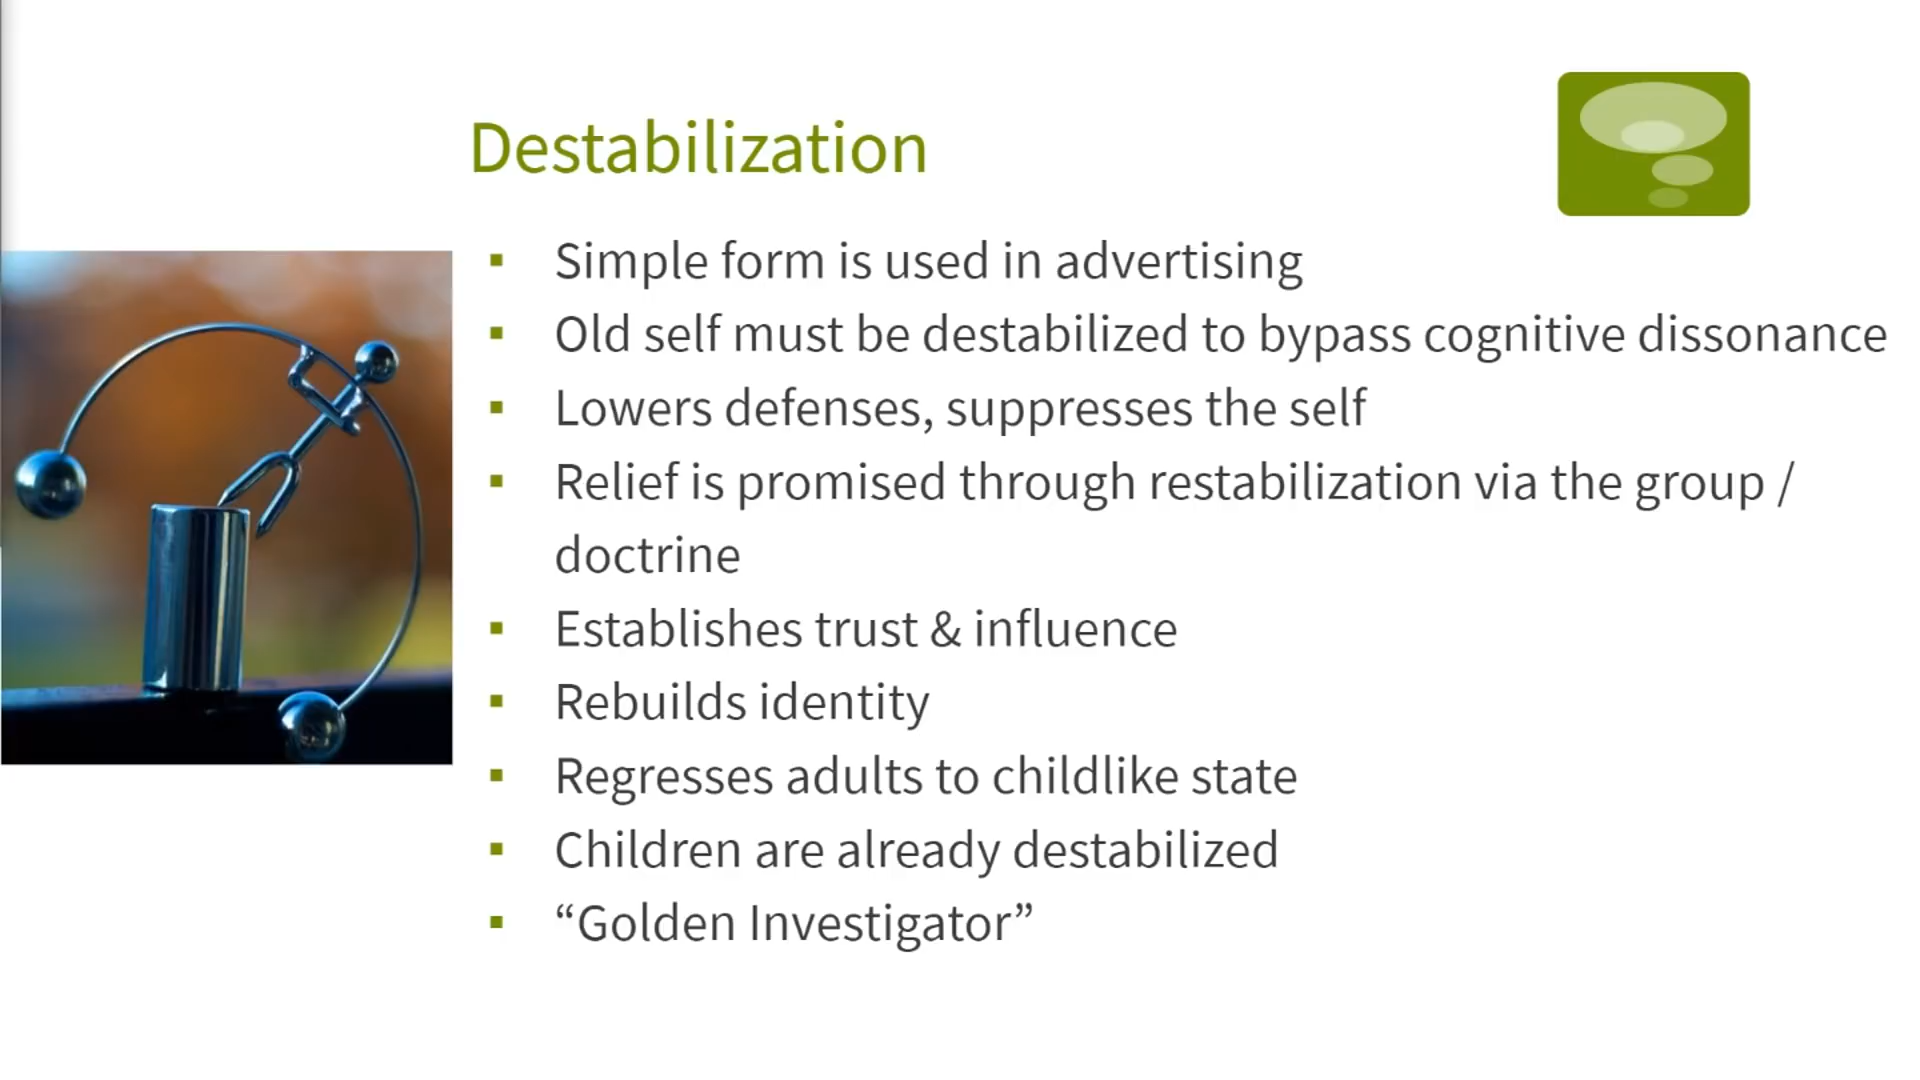 Destabilization
▪ Simple form is used in advertising
▪ Old self must be destabilized to bypass cognitive dissonance
▪ Lowers defenses, suppresses the self
▪ Relief is promised through restabilization via the group /
doctrine
▪ Establishes trust & influence
▪ Rebuilds identity
▪ Regresses adults to childlike state
▪ Children are already destabilized
▪ “Golden Investigator”